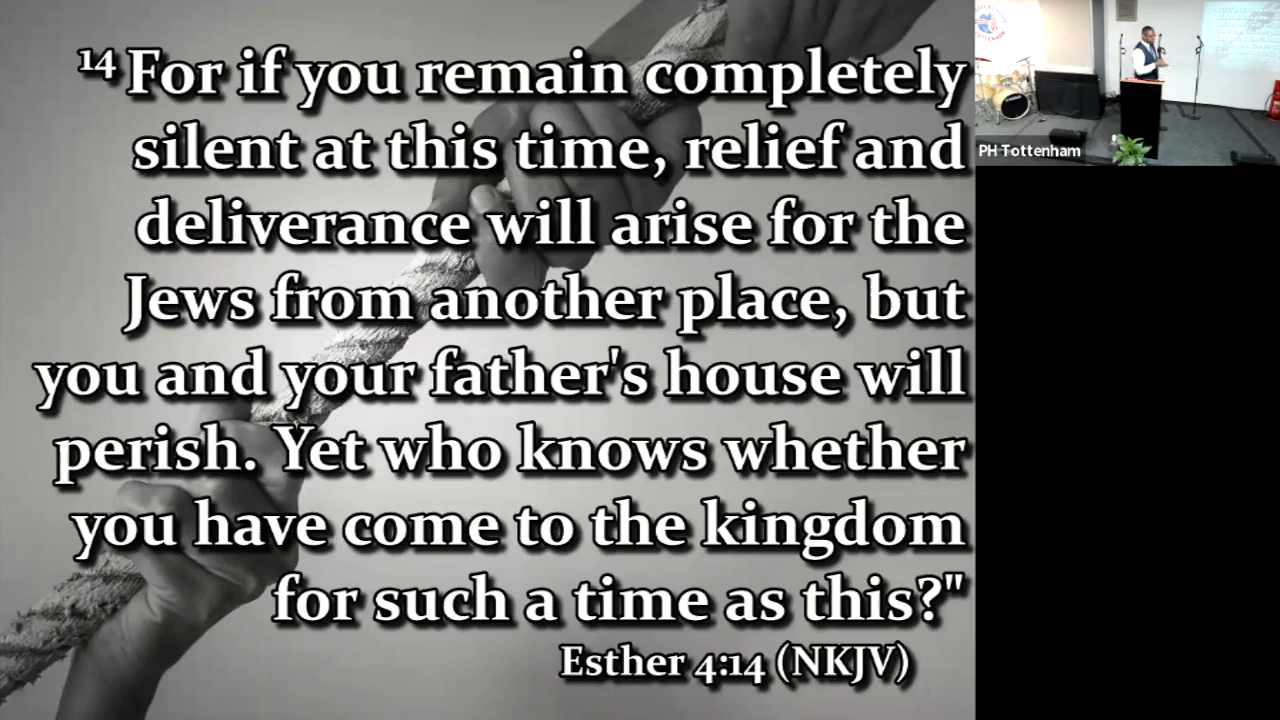 14 For if you remain completely
silent at this time, relief and
deliverance will arise for the
Jews from another place, but
you and your father's house will
perish. Yet who knows whether
you have come to the kingdom
for such a time as this?"
Esther 4:14 (NKJV)
PH Tottenham